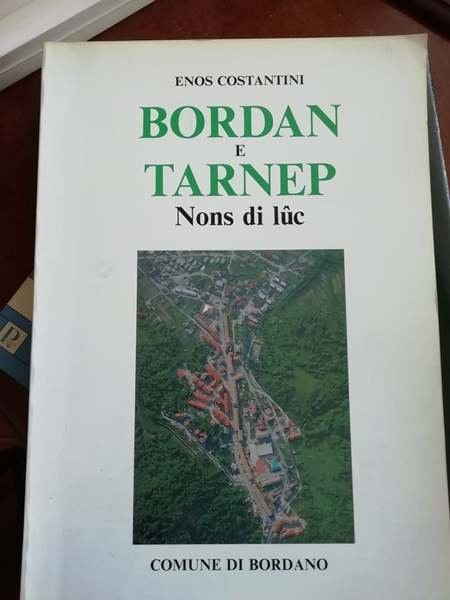 ENOS COSTANTINI
BORDAN
E
TARNEP
Nons di lûc
COMUNE DI BORDANO